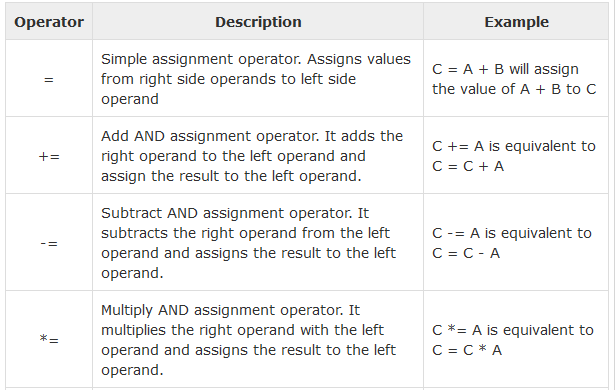 Operator Description Example
=
Simple assignment operator. Assigns values
from right side operands to left side
operand
C = A + B will assign
the value of A + B to C
+=
Add AND assignment operator. It adds the
right operand to the left operand and
assign the result to the left operand.
C += A is equivalent to
C = C + A
-=
Subtract AND assignment operator. It
subtracts the right operand from the left
operand and assigns the result to the left
operand.
C -= A is equivalent to
C = C - A
*=
Multiply AND assignment operator. It
multiplies the right operand with the left
operand and assigns the result to the left
operand.
C *= A is equivalent to
C = C * A